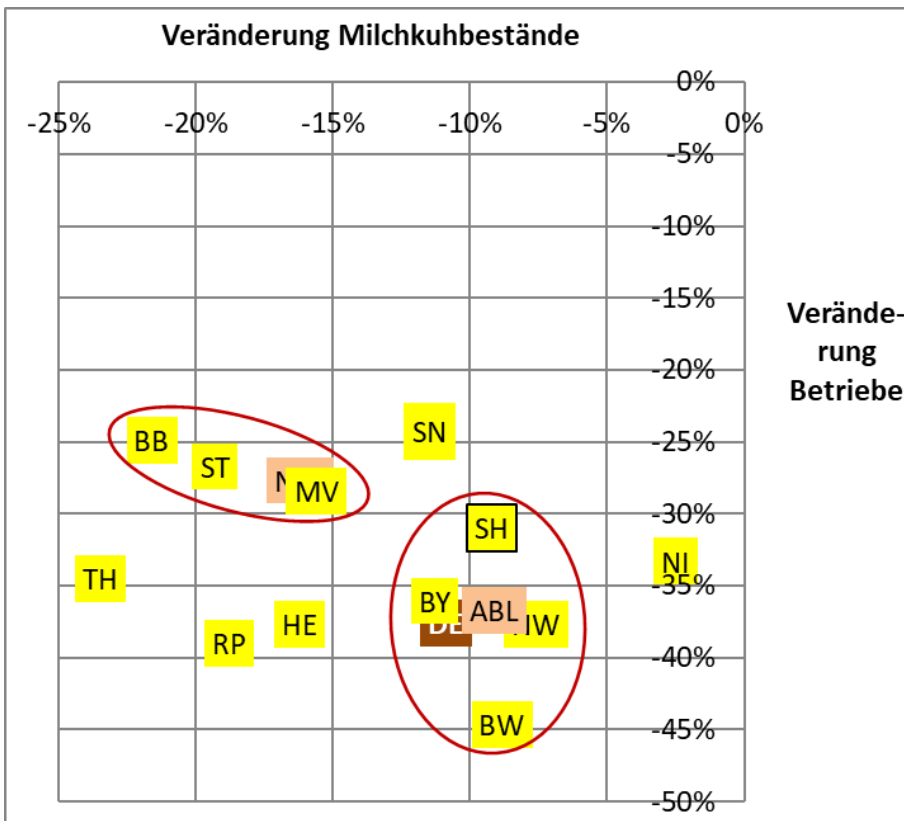 Veränderung Milchkuhbestände
0%
-25%
-20%
-15%
-10%
-5%
0%
-5%
-10%
-15%
-20%
-25%
-30%
-35%
-40%
-45%
-50%
Verände-
rung
Betriebe
SN
BB
ST
MV
SH
NI
TH
BY
ABL
HE
RP
DE
BW